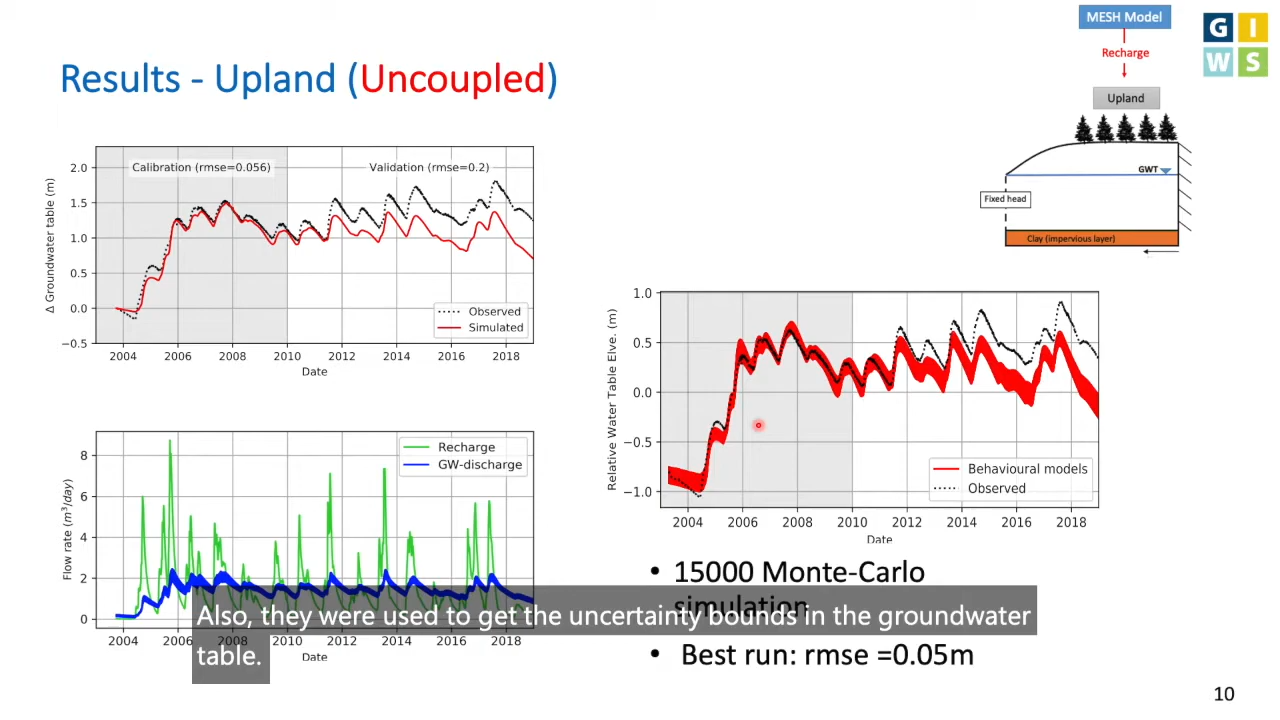 MESH Model
G I
W S
Recharge
Results - Upland (Uncoupled)
Upland
GWT
Fixed head
Clay (impervious layer)
Calibration (rmse=0.056)
Validation (rmse=0.2)
Δ Groundwater table (m)
2.0
1.5
1.0
0.5
0.0
−0.5
Observed
Simulated
2004 2006 2008 2010 2012 2014 2016 2018
Date
Relative Water Table Elve. (m)
1.0
0.5
0.0
−0.5
−1.0
Behavioural models
Observed
2004 2006 2008 2010 2012 2014 2016 2018
Date
Flow rate (m³/day)
8
6
4
2
0
Recharge
GW-discharge
2004 2006 2008 2010 2012 2014 2016 2018
Date
• 15000 Monte-Carlo
simulation
• Best run: rmse =0.05m
Also, they were used to get the uncertainty bounds in the groundwater
table.
10